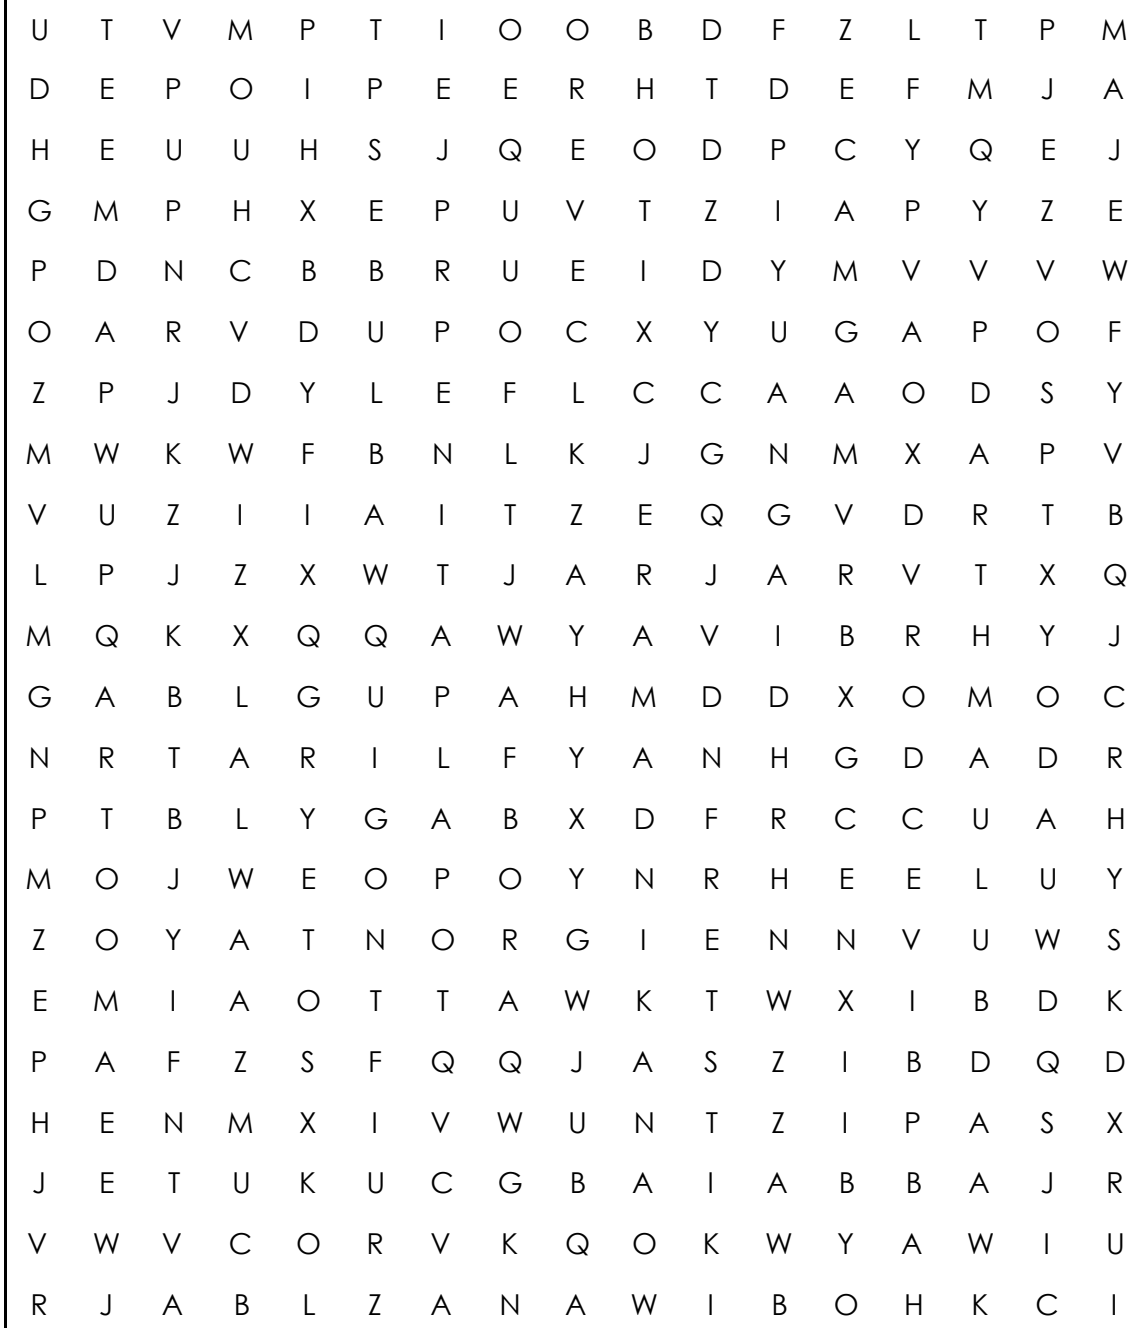 U T V M P T I O O B D F Z L T P M
D E P O I P E E R H T D E F M J A
H E U U H S J Q E O D P C Y Q E J
G M P H X E P U V T Z I A P Y Z E
P D N C B B R U E I D Y M V V V W
O A R V D U P O C X Y U G A P O F
Z P J D Y L E F L C C A A O D S Y
M W K W F B N L K J G N M X A P V
V U Z I I A I T Z E Q G V D R T B
L P J Z X W T J A R J A R V T X Q
M Q K X Q Q A W Y A V I B R H Y J
G A B L G U P A H M D D X O M O C
N R T A R I L F Y A N H G D A D R
P T B L Y G A B X D F R C C U A H
M O J W E O P O Y N R H E E L U Y
Z O Y A T N O R G I E N N V U W S
E M I A O T T A W K T W X I B D K
P A F Z S F Q Q J A S Z I B D Q D
H E N M X I V W U N T Z I P A S X
J E T U K U C G B A I A B B A J R
V W V C O R V K Q O K W Y A W I U
R J A B L Z A N A W I B O H K C I